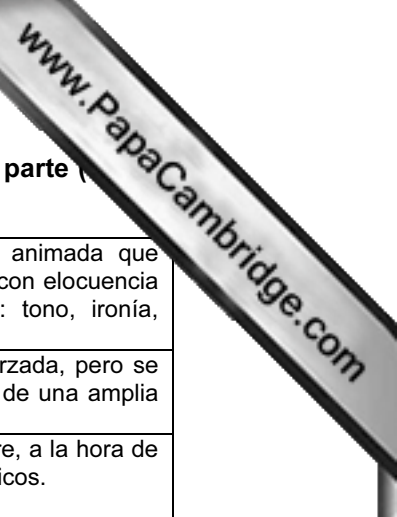 www.PapaCambridge.com
parte (
animada que
con elocuencia
: tono, ironía,
rzada, pero se
de una amplia
re, a la hora de
icos.